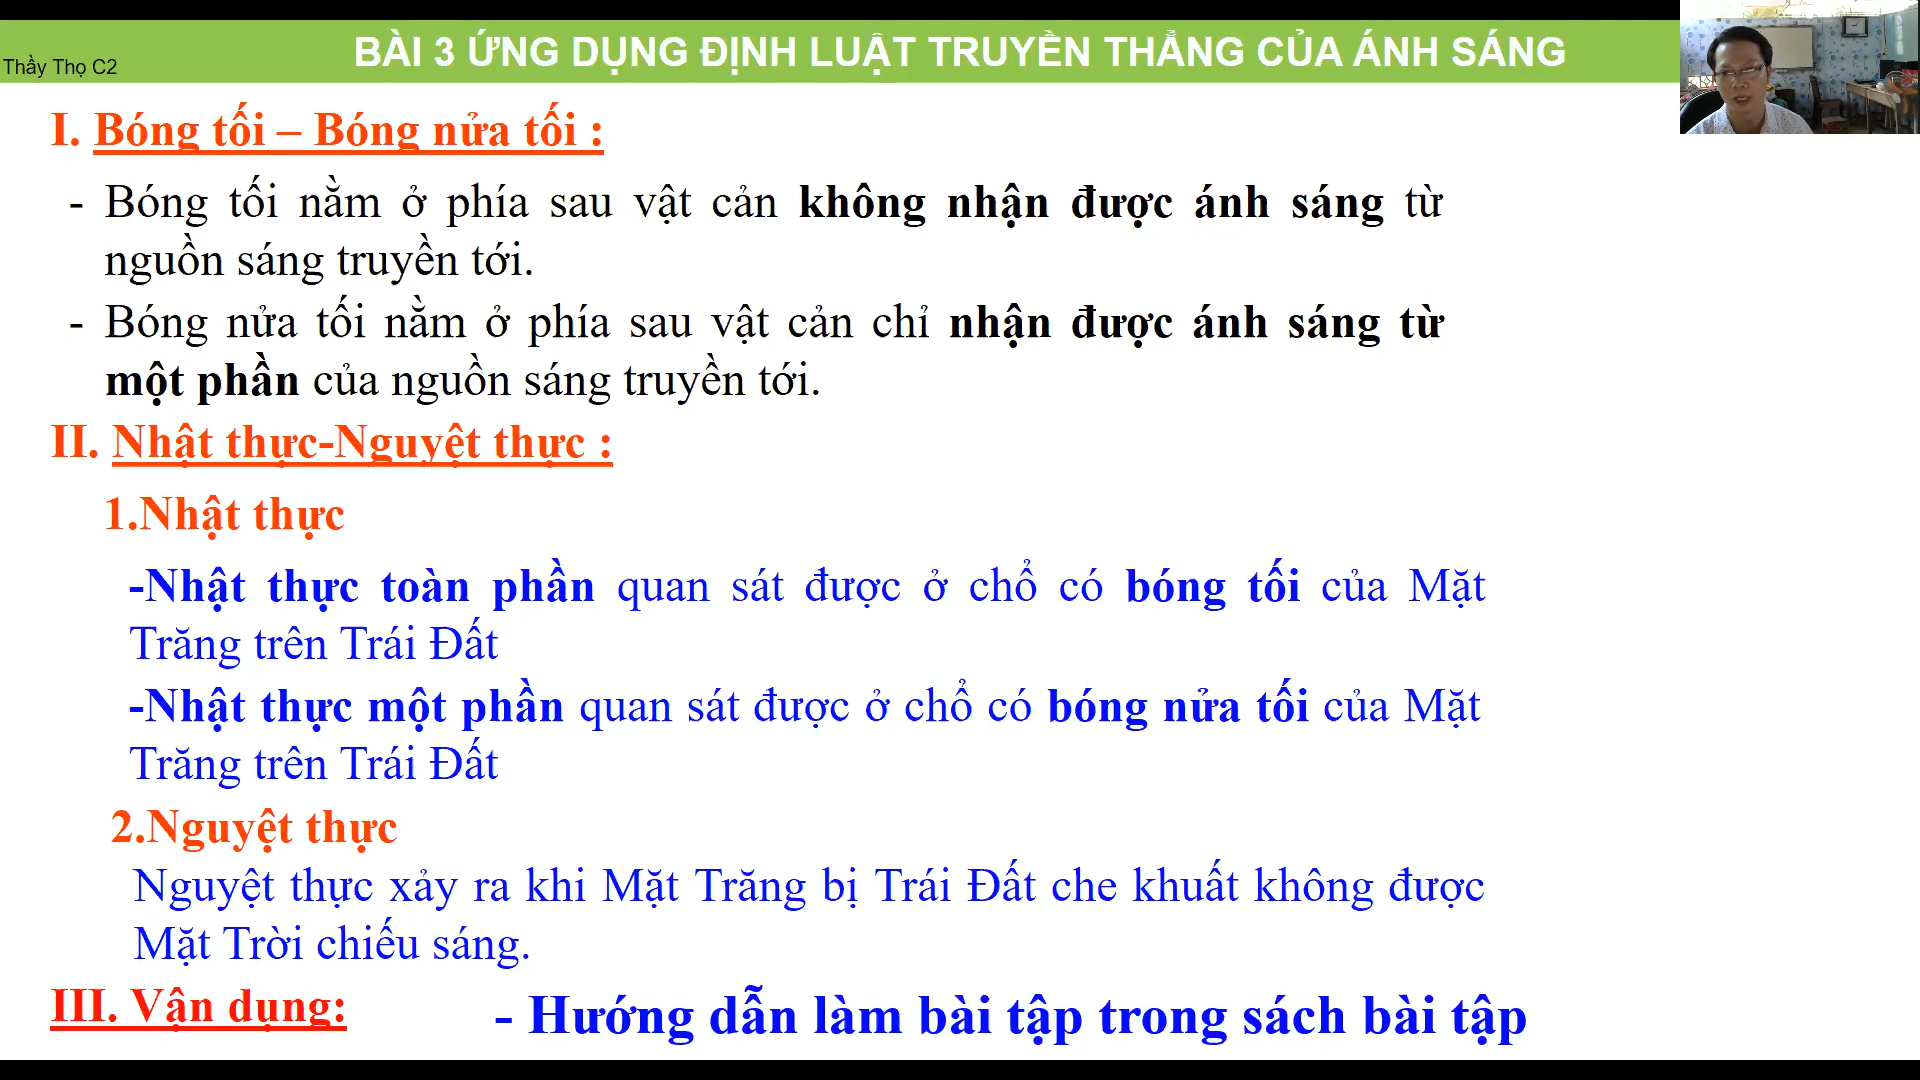 BÀI 3 ỨNG DỤNG ĐỊNH LUẬT TRUYỀN THẲNG CỦA ÁNH SÁNG
Thầy Thọ C2
I. Bóng tối – Bóng nửa tối :
- Bóng tối nằm ở phía sau vật cản không nhận được ánh sáng từ
nguồn sáng truyền tới.
- Bóng nửa tối nằm ở phía sau vật cản chỉ nhận được ánh sáng từ
một phần của nguồn sáng truyền tới.
II. Nhật thực-Nguyệt thực :
1.Nhật thực
-Nhật thực toàn phần quan sát được ở chổ có bóng tối của Mặt
Trăng trên Trái Đất
-Nhật thực một phần quan sát được ở chổ có bóng nửa tối của Mặt
Trăng trên Trái Đất
2.Nguyệt thực
Nguyệt thực xảy ra khi Mặt Trăng bị Trái Đất che khuất không được
Mặt Trời chiếu sáng.
III. Vận dụng:
- Hướng dẫn làm bài tập trong sách bài tập